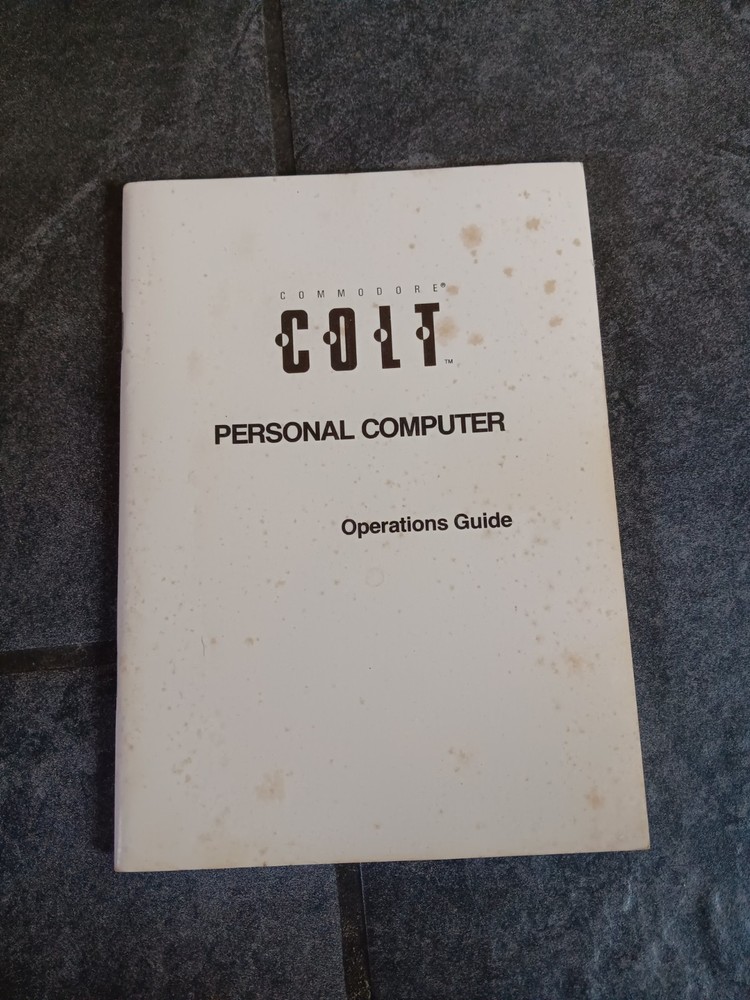 COMMODORE®
COLT™
PERSONAL COMPUTER
Operations Guide